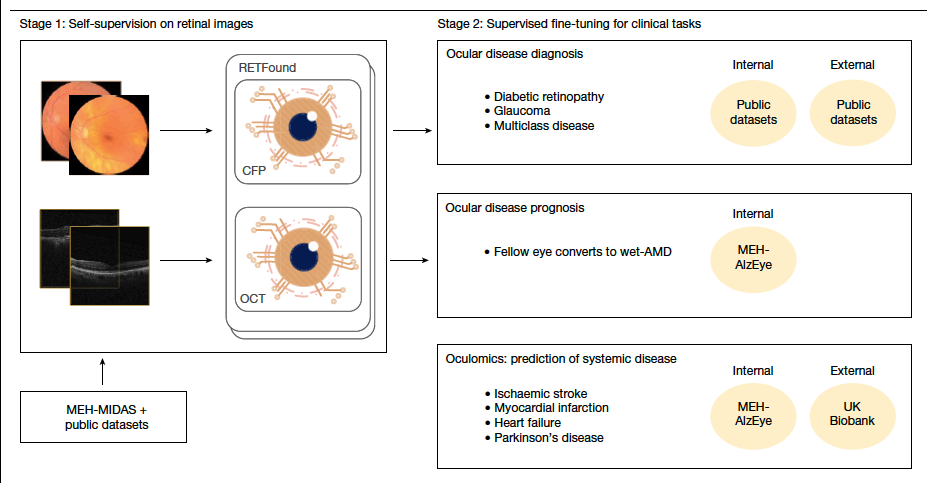 Stage 1: Self-supervision on retinal images
RETFound
CFP
OCT
MEH-MIDAS +
public datasets
Stage 2: Supervised fine-tuning for clinical tasks
Ocular disease diagnosis
• Diabetic retinopathy
• Glaucoma
• Multiclass disease
Internal
Public
datasets
External
Public
datasets
Ocular disease prognosis
• Fellow eye converts to wet-AMD
Internal
MEH-
AlzEye
Oculomics: prediction of systemic disease
• Ischaemic stroke
• Myocardial infarction
• Heart failure
• Parkinson's disease
Internal
MEH-
AlzEye
External
UK
Biobank